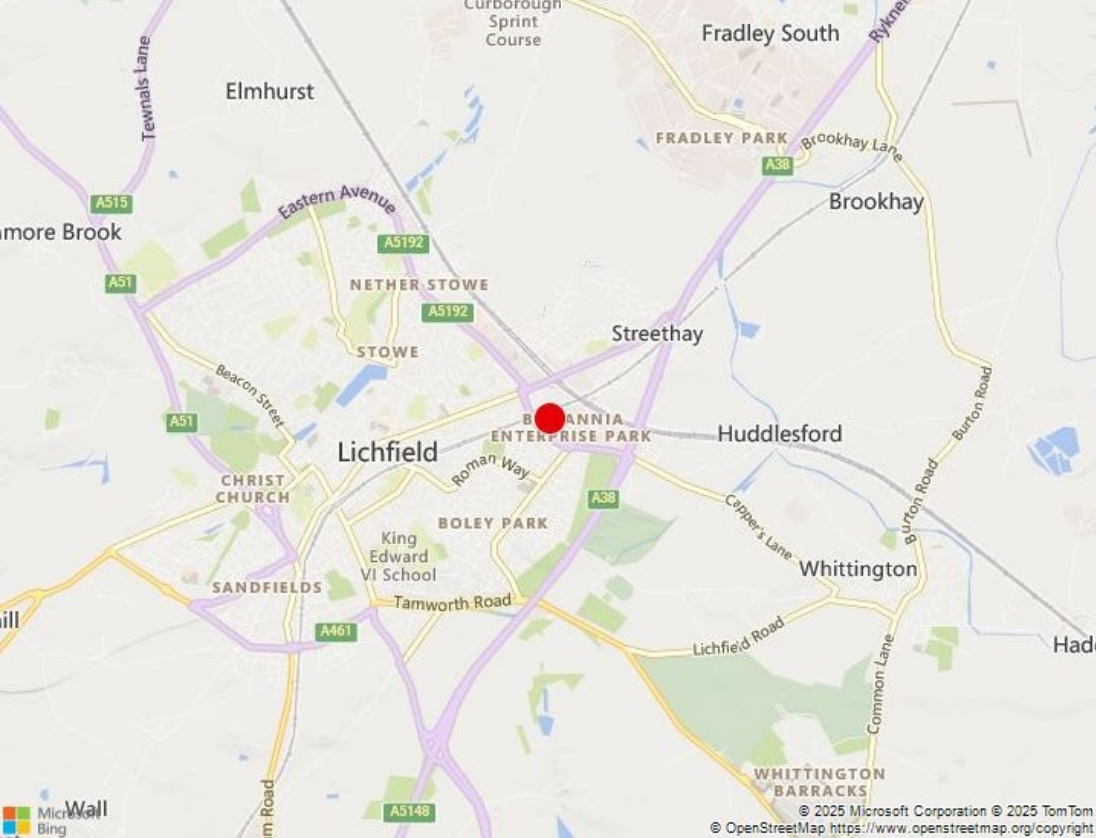 Curborough
Sprint
Course
Fradley South
Tewnals Lane
Elmhurst
FRADLEY PARK
Brookhay Lane
A38
Brookhay
A515
Eastern Avenue
A5192
A51
NETHER STOWE
A5192
Streethay
STOWE
Beacon Street
A51
Burton Road
ENTERPRISE PARK
Huddlesford
Lichfield
Roman Way
CHRIST
CHURCH
A38
Capper's Lane
Burton Road
BOLEY PARK
King
Edward
VI School
Whittington
SANDFIELDS
Tamworth Road
A461
Lichfield Road
Common Lane
WHITTINGTON
BARRACKS
A5148
Wall
Microsoft
Bing
© 2025 Microsoft Corporation © 2025 TomTom
© OpenStreetMap https://www.openstreetmap.org/copyright